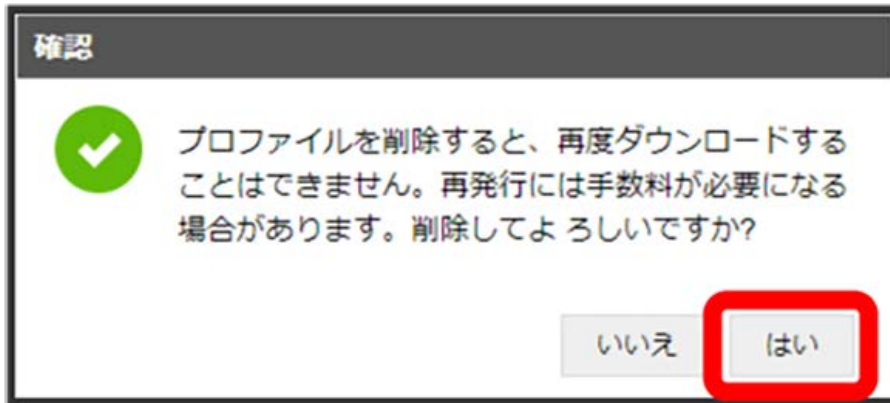 確認
プロファイルを削除すると、再度ダウンロードする
ことはできません。再発行には手数料が必要になる
場合があります。削除してよ ろしいですか?
いいえ はい